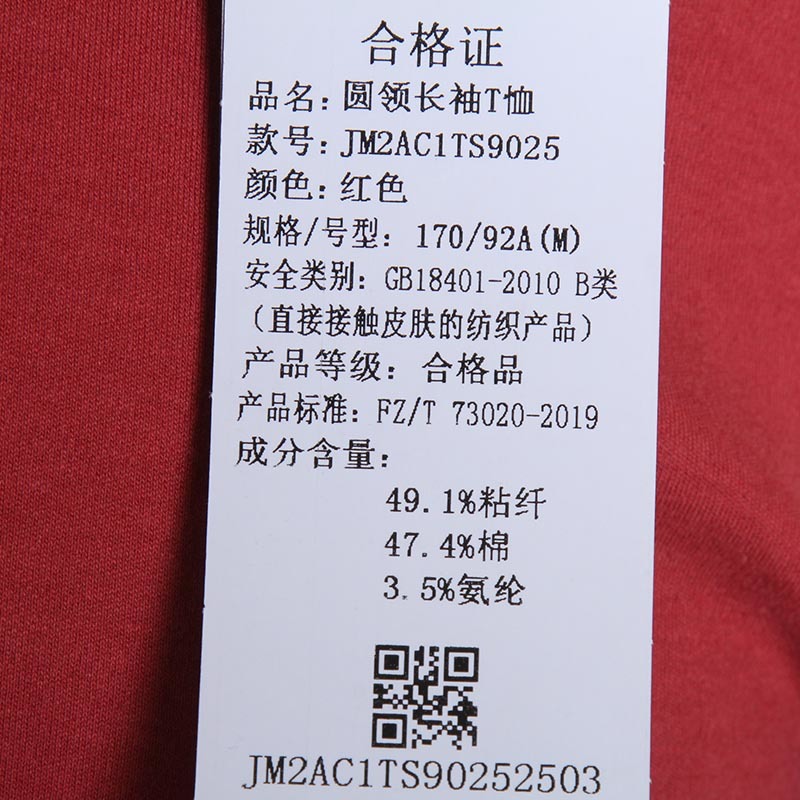 合格证
品名:圆领长袖T恤
款号:JM2AC1TS9025
颜色:红色
规格/号型:170/92A(M)
安全类别:GB18401-2010 B类
(直接接触皮肤的纺织产品)
产品等级:合格品
产品标准:FZ/T 73020-2019
成分含量:
49.1%粘纤
47.4%棉
3.5%氨纶
JM2AC1TS90252503